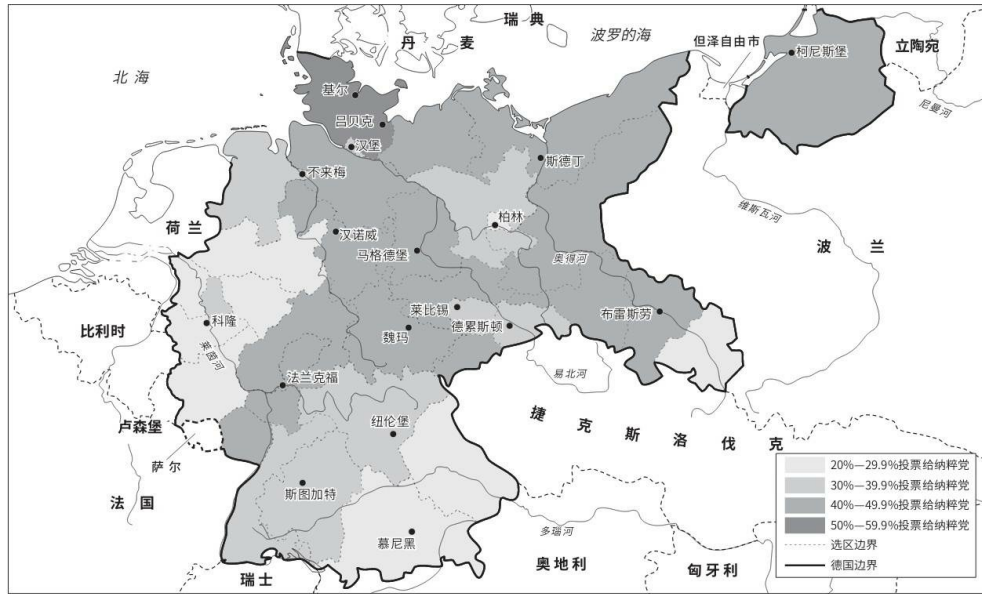 瑞典
丹麦
波罗的海
北海
但泽自由市
柯尼斯堡
立陶宛
尼曼河
基尔
吕贝克
汉堡
不来梅
斯德丁
荷兰
柏林
维斯瓦河
波兰
汉诺威
马格德堡
奥得河
比利时
科隆
莱茵河
莱比锡
魏玛
德累斯顿
布雷斯劳
法兰克福
易北河
卢森堡
纽伦堡
捷克斯洛伐克
萨尔
法国
斯图加特
慕尼黑
多瑙河
瑞士
奥地利
匈牙利
20%—29.9%投票给纳粹党
30%—39.9%投票给纳粹党
40%—49.9%投票给纳粹党
50%—59.9%投票给纳粹党
选区边界
德国边界